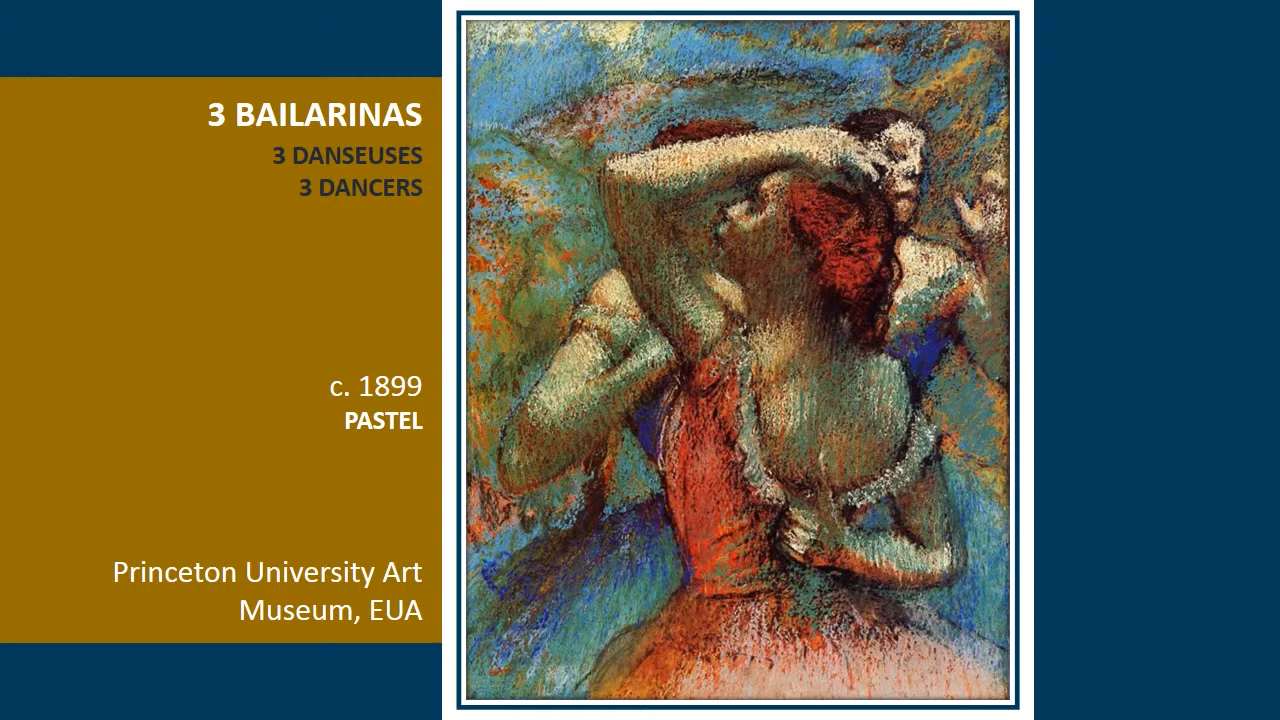 3 BAILARINAS
3 DANSEUSES
3 DANCERS
c. 1899
PASTEL
Princeton University Art
Museum, EUA